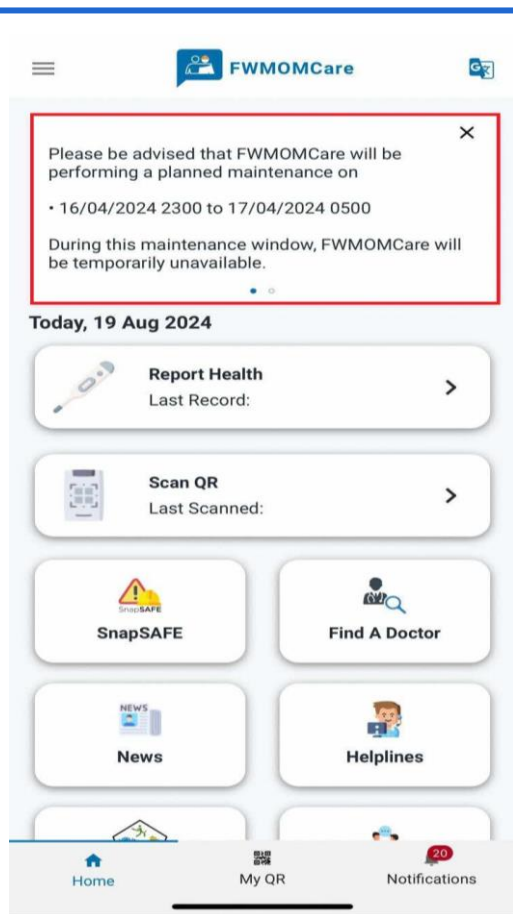 FWMOMCare
Please be advised that FWMOMCare will be
performing a planned maintenance on
• 16/04/2024 2300 to 17/04/2024 0500
During this maintenance window, FWMOMCare will
be temporarily unavailable.
Today, 19 Aug 2024
Report Health
Last Record:
Scan QR
Last Scanned:
SnapSAFE
SnapSAFE
Find A Doctor
NEWS
News
Helplines
20
Home
My QR
Notifications